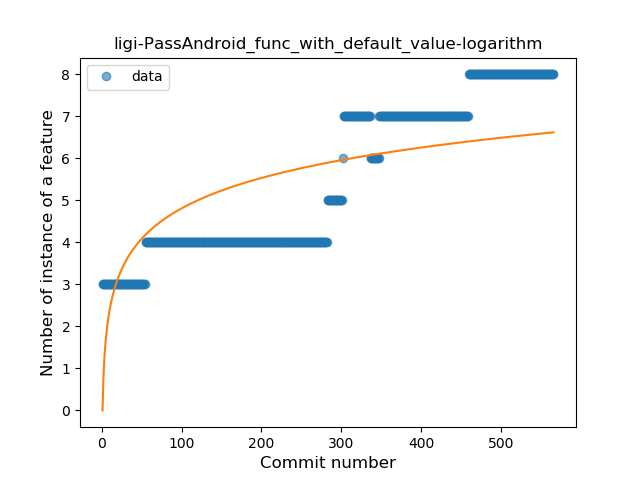 ligi-PassAndroid_func_with_default_value-logarithm
data
Number of instance of a feature
8
7
6
5
4
3
2
1
0
0 100 200 300 400 500
Commit number